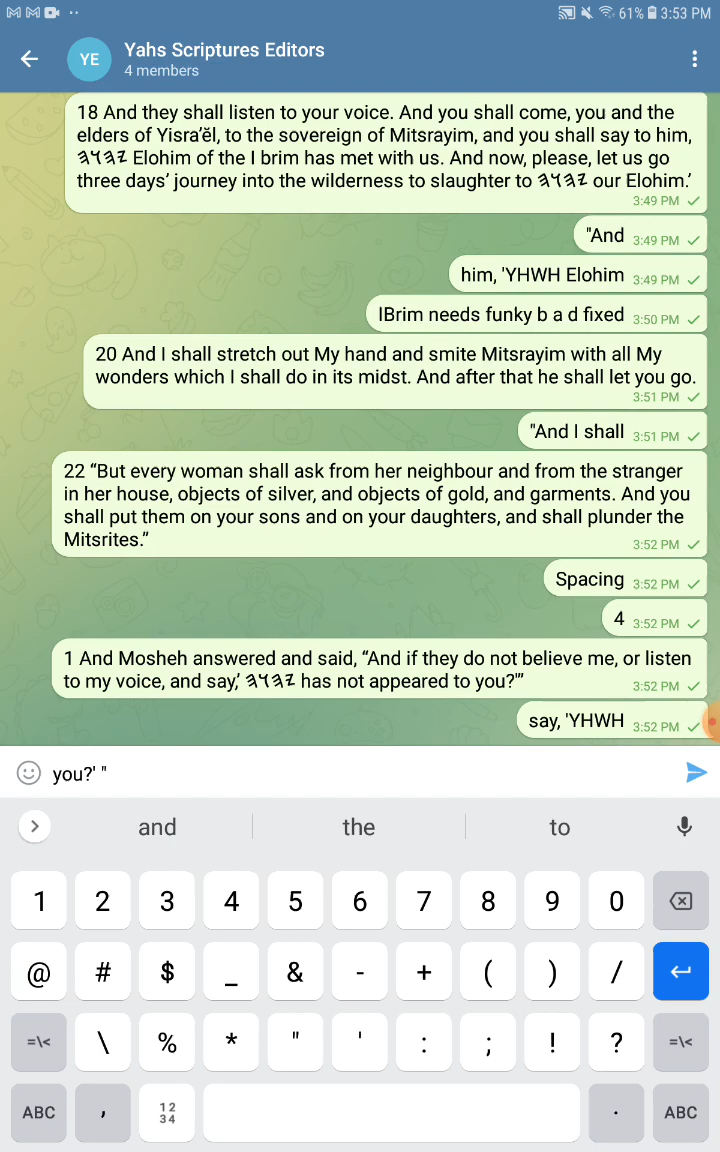 61% 3:53 PM
YE
Yahs Scriptures Editors
4 members
18 And they shall listen to your voice. And you shall come, you and the
elders of Yisra’ĕl, to the sovereign of Mitsrayim, and you shall say to him,
𐤉𐤄𐤅𐤄 Elohim of the I brim has met with us. And now, please, let us go
three days’ journey into the wilderness to slaughter to 𐤉𐤄𐤅𐤄 our Elohim.’
3:49 PM
"And 3:49 PM
him, 'YHWH Elohim 3:49 PM
IBrim needs funky b a d fixed 3:50 PM
20 And I shall stretch out My hand and smite Mitsrayim with all My
wonders which I shall do in its midst. And after that he shall let you go.
3:51 PM
"And I shall 3:51 PM
22 “But every woman shall ask from her neighbour and from the stranger
in her house, objects of silver, and objects of gold, and garments. And you
shall put them on your sons and on your daughters, and shall plunder the
Mitsrites.”
3:52 PM
Spacing 3:52 PM
4 3:52 PM
1 And Mosheh answered and said, “And if they do not believe me, or listen
to my voice, and say,’ 𐤉𐤄𐤅𐤄 has not appeared to you?’”
3:52 PM
say, 'YHWH 3:52 PM
you?' "
and the to
1 2 3 4 5 6 7 8 9 0
@ # $ _ & - + ( ) /
=\< \ % * " ' : ; ! ? =\<
ABC , 12 . ABC
34